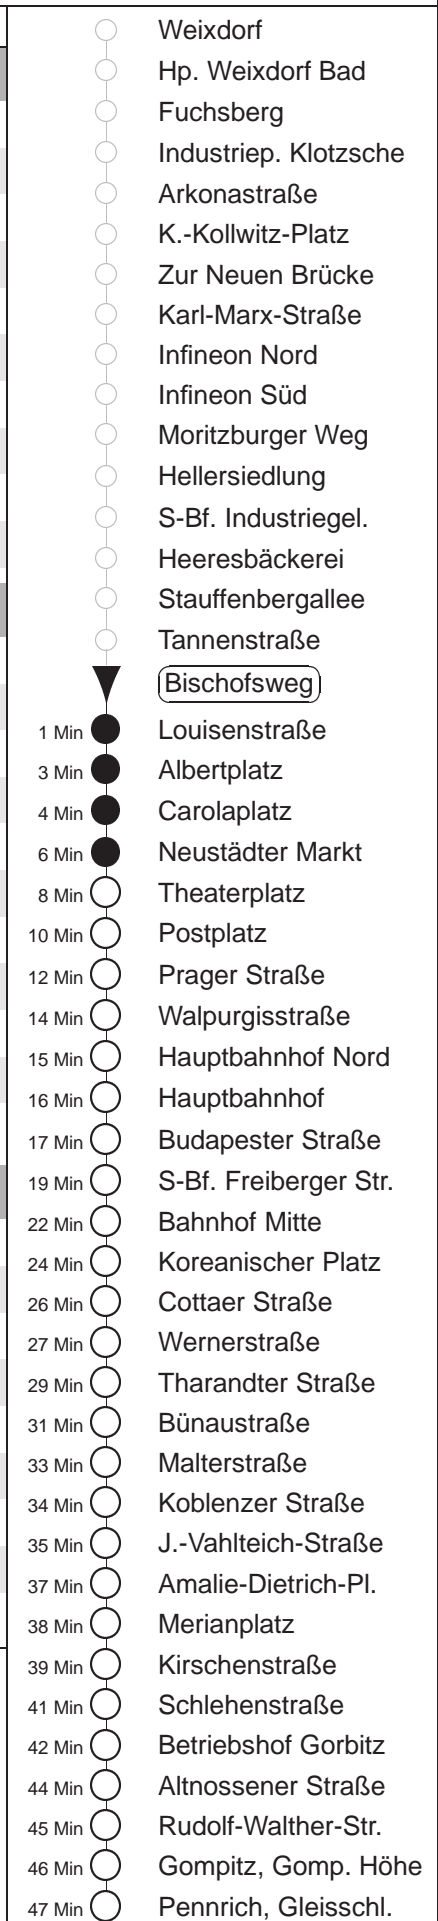 Weixdorf
Hp. Weixdorf Bad
Fuchsberg
Industriep. Klotzsche
Arkonastraße
K.-Kollwitz-Platz
Zur Neuen Brücke
Karl-Marx-Straße
Infineon Nord
Infineon Süd
Moritzburger Weg
Hellersiedlung
S-Bf. Industriegel.
Heeresbäckerei
Stauffenbergallee
Tannenstraße
Bischofsweg
1 Min Louisenstraße
3 Min Albertplatz
4 Min Carolaplatz
6 Min Neustädter Markt
8 Min Theaterplatz
10 Min Postplatz
12 Min Prager Straße
14 Min Walpurgisstraße
15 Min Hauptbahnhof Nord
16 Min Hauptbahnhof
17 Min Budapester Straße
19 Min S-Bf. Freiberger Str.
22 Min Bahnhof Mitte
24 Min Koreanischer Platz
26 Min Cottaer Straße
27 Min Wernerstraße
29 Min Tharandter Straße
31 Min Bünaustraße
33 Min Malterstraße
34 Min Koblenzer Straße
35 Min J.-Vahlteich-Straße
37 Min Amalie-Dietrich-Pl.
38 Min Merianplatz
39 Min Kirschenstraße
41 Min Schlehenstraße
42 Min Betriebshof Gorbitz
44 Min Altnossener Straße
45 Min Rudolf-Walther-Str.
46 Min Gompitz, Gomp. Höhe
47 Min Pennrich, Gleisschl.